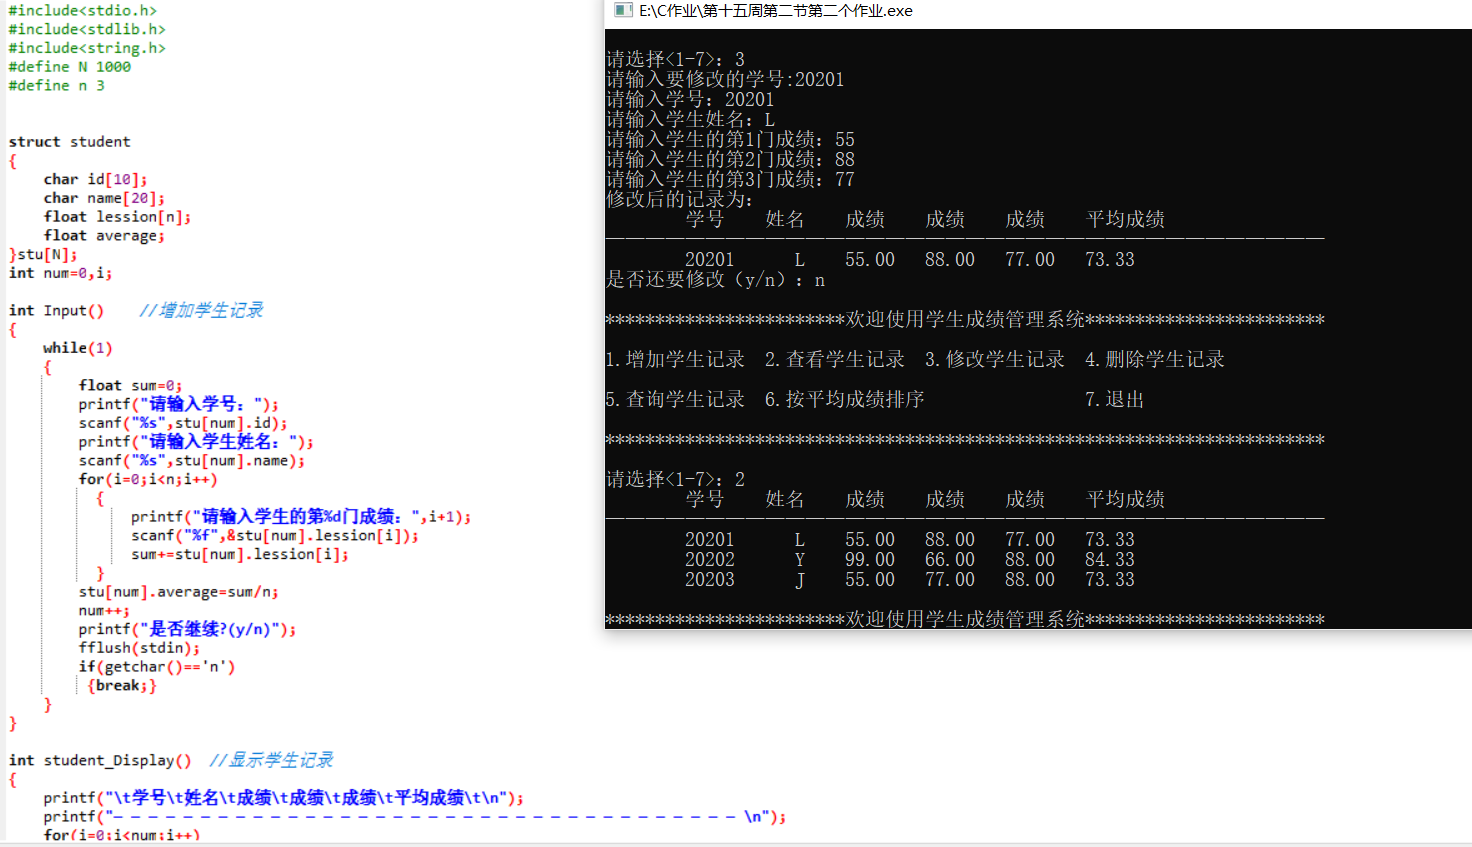 #include<stdio.h>
#include<stdlib.h>
#include<string.h>
#define N 1000
#define n 3
struct student
{
    char id[10];
    char name[20];
    float lession[n];
    float average;
}stu[N];
int num=0,i;
int Input()    //增加学生记录
{
    while(1)
    {
        float sum=0;
        printf("请输入学号：");
        scanf("%s",stu[num].id);
        printf("请输入学生姓名：");
        scanf("%s",stu[num].name);
        for(i=0;i<n;i++)
          {
              printf("请输入学生的第%d门成绩：",i+1);
              scanf("%f",&stu[num].lession[i]);
              sum+=stu[num].lession[i];
          }
        stu[num].average=sum/n;
        num++;
        printf("是否继续?(y/n)");
        fflush(stdin);
        if(getchar()=='n')
         {break;}
    }
}
int student_Display()  //显示学生记录
{
    printf("\t学号\t姓名\t成绩\t成绩\t成绩\t平均成绩\t\n");
    printf("— — — — — — — — — — — — — — — — — — — — — — — — — — — — — — — — — — — — \n");
    for(i=0;i<num;i++)
E:\C作业\第十五周第二节第二个作业.exe
请选择<1-7>：3
请输入要修改的学号:20201
请输入学号：20201
请输入学生姓名：L
请输入学生的第1门成绩：55
请输入学生的第2门成绩：88
请输入学生的第3门成绩：77
修改后的记录为：
        学号    姓名    成绩    成绩    成绩    平均成绩
————————————————————————————————————
        20201      L    55.00   88.00   77.00   73.33
是否还要修改（y/n）：n
************************欢迎使用学生成绩管理系统************************
1.增加学生记录  2.查看学生记录  3.修改学生记录  4.删除学生记录
5.查询学生记录  6.按平均成绩排序                7.退出
************************************************************************
请选择<1-7>：2
        学号    姓名    成绩    成绩    成绩    平均成绩
————————————————————————————————————
        20201      L    55.00   88.00   77.00   73.33
        20202      Y    99.00   66.00   88.00   84.33
        20203      J    55.00   77.00   88.00   73.33
************************欢迎使用学生成绩管理系统************************